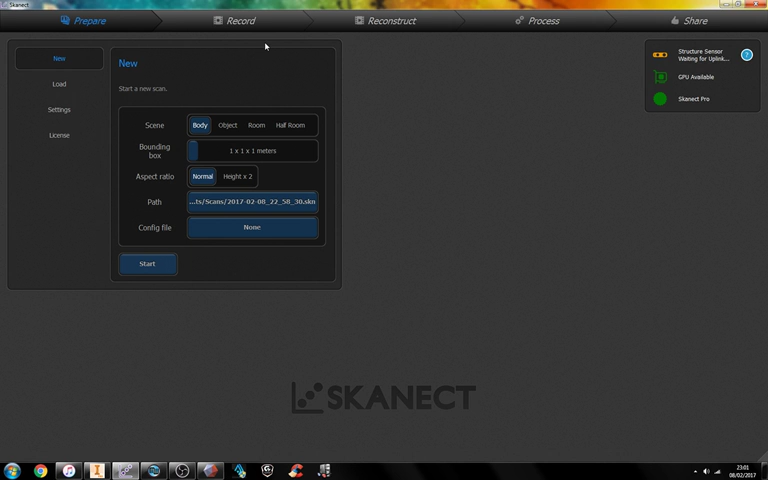 Skanect
Prepare
Record
Reconstruct
Process
Share
New
Load
Settings
License
New
Start a new scan.
Scene
Body
Object
Room
Half Room
Bounding
box
1 x 1 x 1 meters
Aspect ratio
Normal
Height x 2
Path
...ts/Scans/2017-02-08_22_58_30.skn
Config file
None
Start
Structure Sensor
Waiting for Uplink...
?
GPU Available
Skanect Pro
SKANECT
23:01
08/02/2017